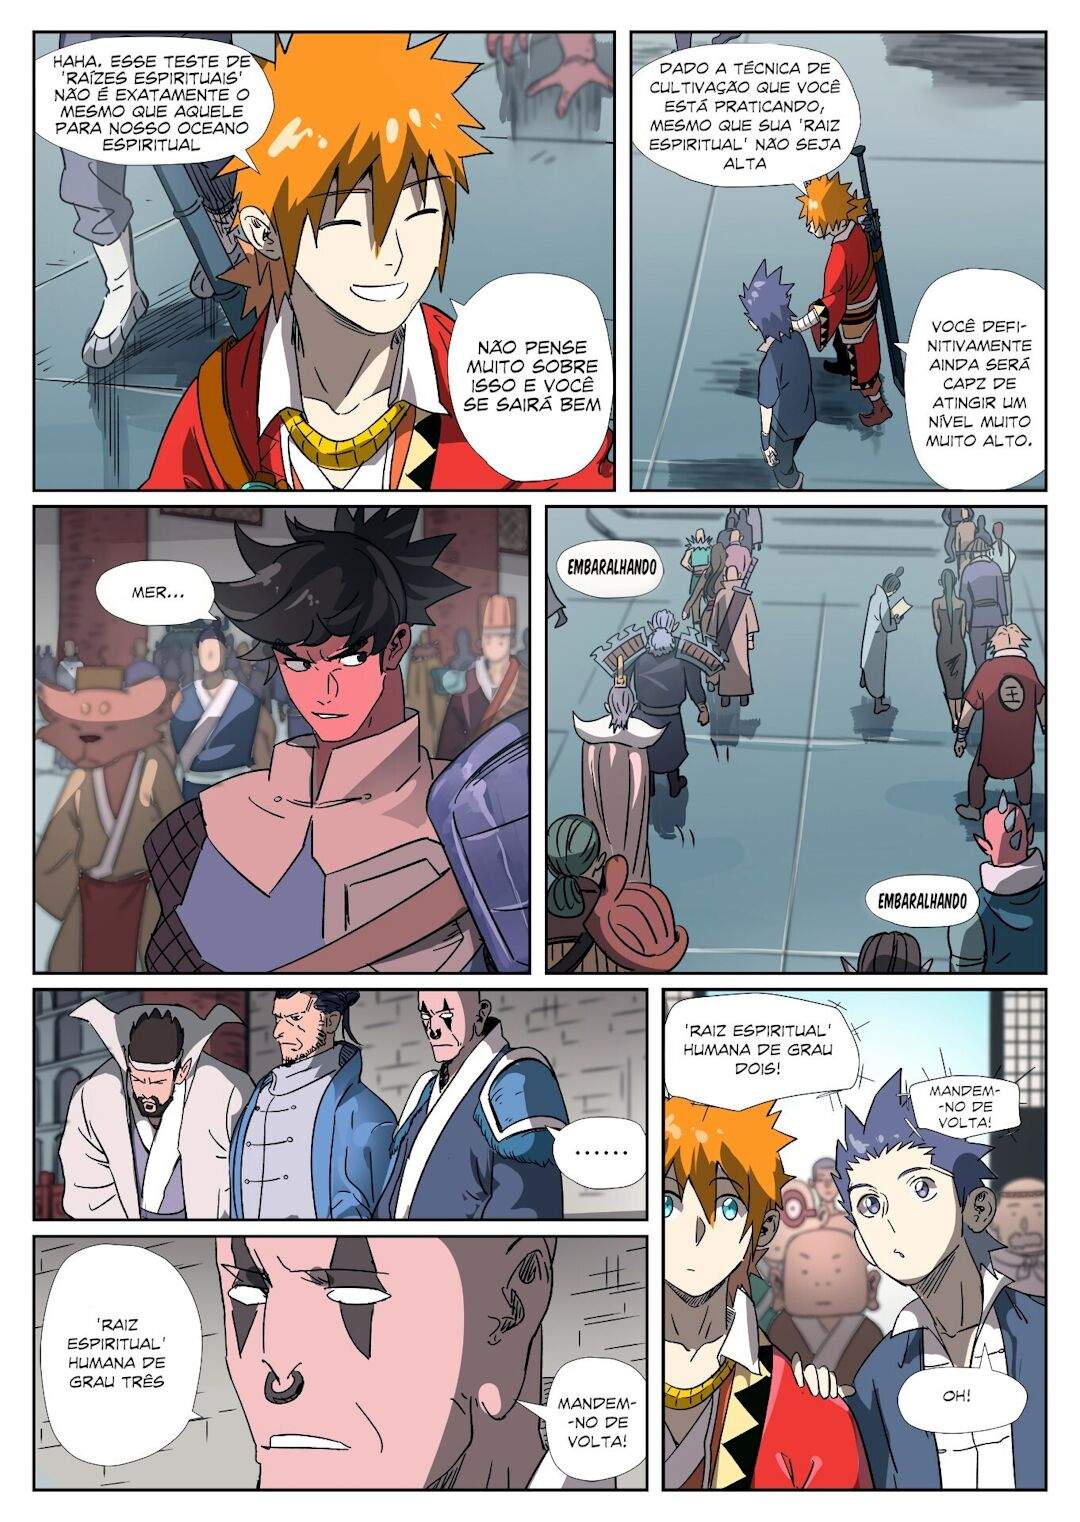 HAHA. ESSE TESTE DE
'RAÍZES ESPIRITUAIS'
NÃO É EXATAMENTE O
MESMO QUE AQUELE
PARA NOSSO OCEANO
ESPIRITUAL
NÃO PENSE
MUITO SOBRE
ISSO E VOCÊ
SE SAIRÁ BEM
DADO A TÉCNICA DE
CULTIVAÇÃO QUE VOCÊ
ESTÁ PRATICANDO,
MESMO QUE SUA 'RAIZ
ESPIRITUAL' NÃO SEJA
ALTA
VOCÊ DEFI-
NITIVAMENTE
AINDA SERÁ
CAPZ DE
ATINGIR UM
NÍVEL MUITO
MUITO ALTO.
MER...
EMBARALHANDO
王
EMBARALHANDO
......
'RAIZ ESPIRITUAL'
HUMANA DE GRAU
DOIS!
MANDEM-
-NO DE
VOLTA!
OH!
'RAIZ
ESPIRITUAL'
HUMANA DE
GRAU TRÊS
MANDEM-
-NO DE
VOLTA!